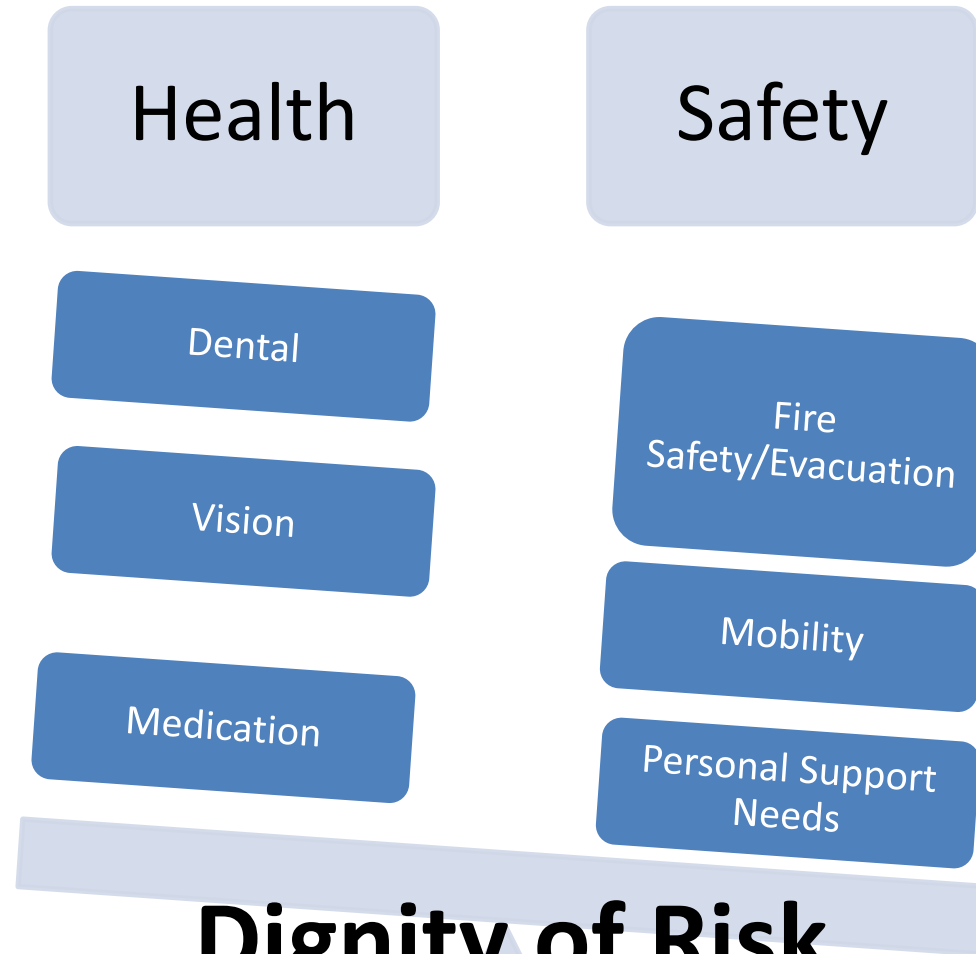 Health
Safety
Dental
Vision
Medication
Fire
Safety/Evacuation
Mobility
Personal Support
Needs
Dignity of Risk